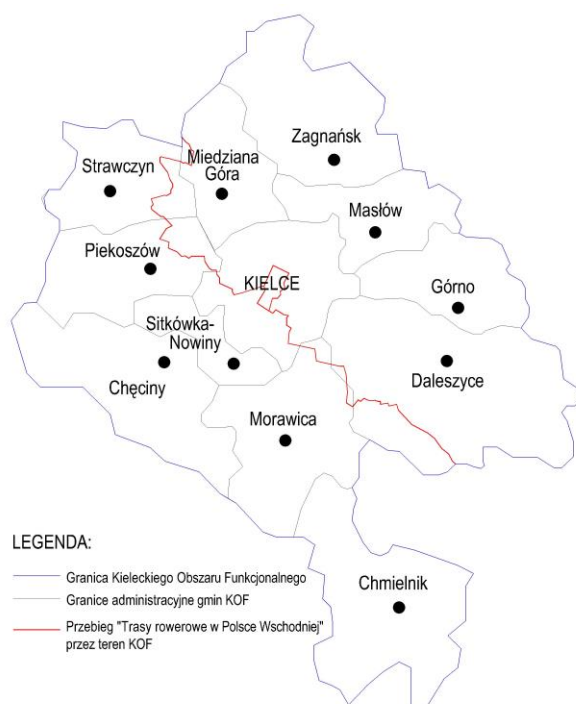 Zagnańsk
Miedziana
Góra
Strawczyn
Masłów
Piekoszów
KIELCE
Górno
Sitkówka-
Nowiny
Daleszyce
Chęciny
Morawica
LEGENDA:
Granica Kieleckiego Obszaru Funkcjonalnego
Granice administracyjne gmin KOF
Przebieg "Trasy rowerowe w Polsce Wschodniej"
przez teren KOF
Chmielnik